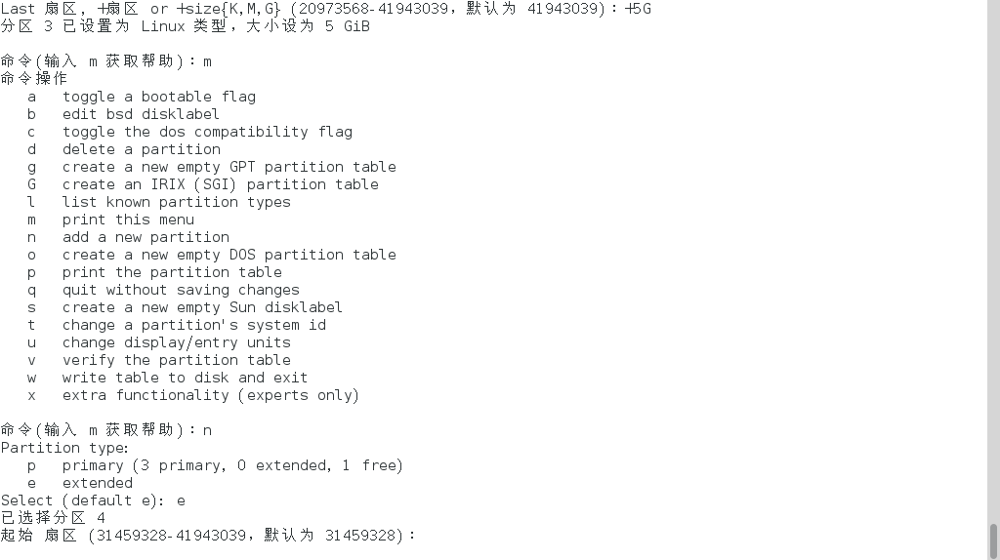 Last 扇区, +扇区 or +size{K,M,G} (20973568-41943039，默认为 41943039)：+5G
分区 3 已设置为 Linux 类型，大小设为 5 GiB
命令(输入 m 获取帮助)：m
命令操作
a   toggle a bootable flag
b   edit bsd disklabel
c   toggle the dos compatibility flag
d   delete a partition
g   create a new empty GPT partition table
G   create an IRIX (SGI) partition table
l   list known partition types
m   print this menu
n   add a new partition
o   create a new empty DOS partition table
p   print the partition table
q   quit without saving changes
s   create a new empty Sun disklabel
t   change a partition's system id
u   change display/entry units
v   verify the partition table
w   write table to disk and exit
x   extra functionality (experts only)
命令(输入 m 获取帮助)：n
Partition type:
p   primary (3 primary, 0 extended, 1 free)
e   extended
Select (default e): e
已选择分区 4
起始 扇区 (31459328-41943039，默认为 31459328)：